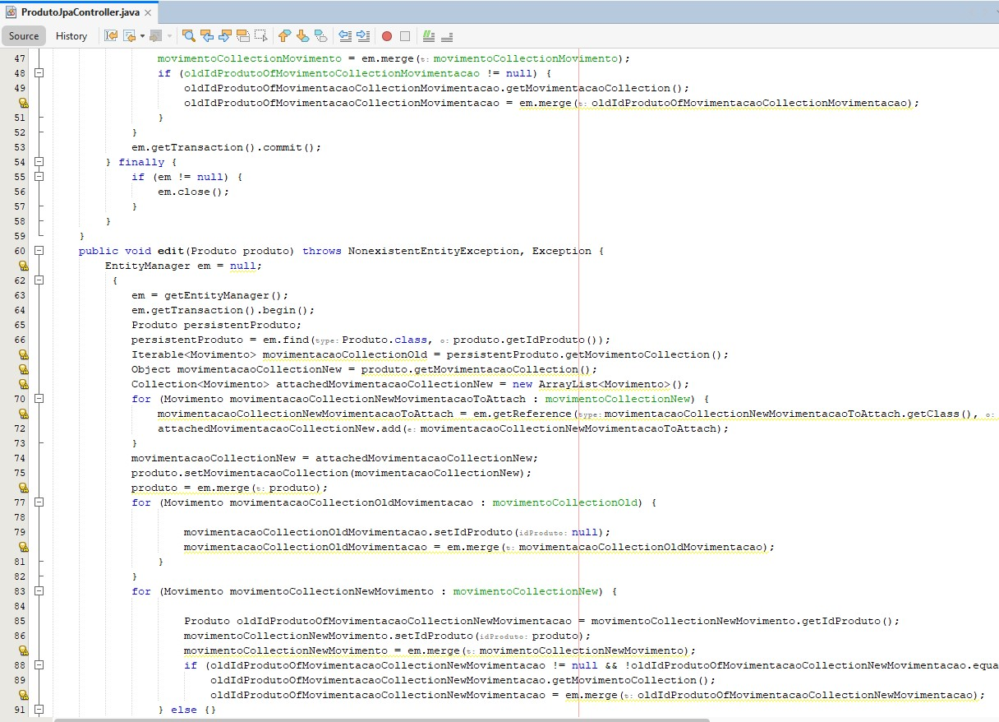 ProdutoJpaController.java
Source History
47 movimentoCollectionMovimento = em.merge(t: movimentoCollectionMovimento);
48 if (oldIdProdutoOfMovimentacaoCollectionMovimentacao != null) {
49 oldIdProdutoOfMovimentacaoCollectionMovimentacao.getMovimentacaoCollection();
oldIdProdutoOfMovimentacaoCollectionMovimentacao = em.merge(t: oldIdProdutoOfMovimentacaoCollectionMovimentacao);
51 }
52 }
53 em.getTransaction().commit();
54 } finally {
55 if (em != null) {
56 em.close();
57 }
58 }
59 }
60 public void edit(Produto produto) throws NonexistentEntityException, Exception {
EntityManager em = null;
62 {
63 em = getEntityManager();
64 em.getTransaction().begin();
65 Produto persistentProduto;
66 persistentProduto = em.find(type: Produto.class, o: produto.getIdProduto());
Iterable<Movimento> movimentacaoCollectionOld = persistentProduto.getMovimentoCollection();
Object movimentacaoCollectionNew = produto.getMovimentacaoCollection();
Collection<Movimento> attachedMovimentacaoCollectionNew = new ArrayList<Movimento>();
70 for (Movimento movimentacaoCollectionNewMovimentacaoToAttach : movimentoCollectionNew) {
movimentacaoCollectionNewMovimentacaoToAttach = em.getReference(type: movimentacaoCollectionNewMovimentacaoToAttach.getClass(), o:
72 attachedMovimentacaoCollectionNew.add(e: movimentacaoCollectionNewMovimentacaoToAttach);
73 }
74 movimentacaoCollectionNew = attachedMovimentacaoCollectionNew;
75 produto.setMovimentacaoCollection(movimentacaoCollectionNew);
produto = em.merge(t: produto);
77 for (Movimento movimentacaoCollectionOldMovimentacao : movimentoCollectionOld) {
78
79 movimentacaoCollectionOldMovimentacao.setIdProduto(idProduto: null);
movimentacaoCollectionOldMovimentacao = em.merge(t: movimentacaoCollectionOldMovimentacao);
81 }
82 }
83 for (Movimento movimentoCollectionNewMovimento : movimentoCollectionNew) {
84
85 Produto oldIdProdutoOfMovimentacaoCollectionNewMovimentacao = movimentoCollectionNewMovimento.getIdProduto();
86 movimentoCollectionNewMovimento.setIdProduto(idProduto: produto);
movimentoCollectionNewMovimento = em.merge(t: movimentoCollectionNewMovimento);
88 if (oldIdProdutoOfMovimentacaoCollectionNewMovimentacao != null && !oldIdProdutoOfMovimentacaoCollectionNewMovimentacao.equa
89 oldIdProdutoOfMovimentacaoCollectionNewMovimentacao.getMovimentoCollection();
oldIdProdutoOfMovimentacaoCollectionNewMovimentacao = em.merge(t: oldIdProdutoOfMovimentacaoCollectionNewMovimentacao);
91 } else {}